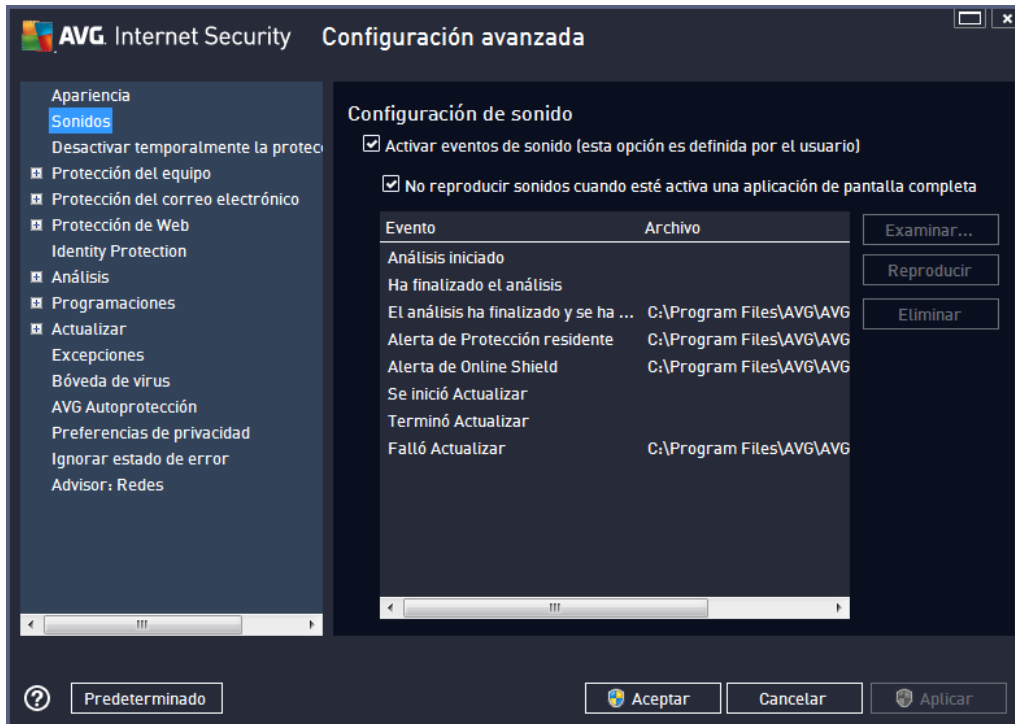 AVG. Internet Security Configuración avanzada
Apariencia
Sonidos
Desactivar temporalmente la protec
Protección del equipo
Protección del correo electrónico
Protección de Web
Identity Protection
Análisis
Programaciones
Actualizar
Excepciones
Bóveda de virus
AVG Autoprotección
Preferencias de privacidad
Ignorar estado de error
Advisor: Redes
Configuración de sonido
Activar eventos de sonido (esta opción es definida por el usuario)
No reproducir sonidos cuando esté activa una aplicación de pantalla completa
Evento Archivo
Análisis iniciado
Ha finalizado el análisis
El análisis ha finalizado y se ha ... C:\Program Files\AVG\AVG
Alerta de Protección residente C:\Program Files\AVG\AVG
Alerta de Online Shield C:\Program Files\AVG\AVG
Se inició Actualizar
Terminó Actualizar
Falló Actualizar C:\Program Files\AVG\AVG
Examinar...
Reproducir
Eliminar
Predeterminado Aceptar Cancelar Aplicar